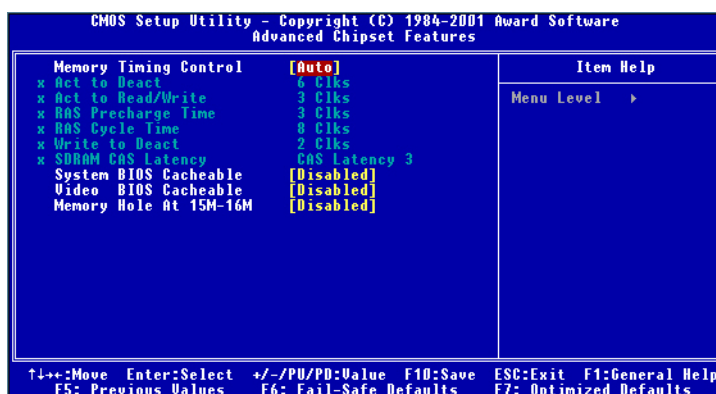 CMOS Setup Utility - Copyright (C) 1984-2001 Award Software
Advanced Chipset Features
Memory Timing Control [Auto]
x Act to Deact 6 Clks
x Act to Read/Write 3 Clks
x RAS Precharge Time 3 Clks
x RAS Cycle Time 8 Clks
x Write to Deact 2 Clks
x SDRAM CAS Latency CAS Latency 3
System BIOS Cacheable [Disabled]
Video BIOS Cacheable [Disabled]
Memory Hole At 15M-16M [Disabled]
Item Help
Menu Level ▸
↑↓→←:Move Enter:Select +/-/PU/PD:Value F10:Save ESC:Exit F1:General Help
F5: Previous Values F6: Fail-Safe Defaults F7: Optimized Defaults